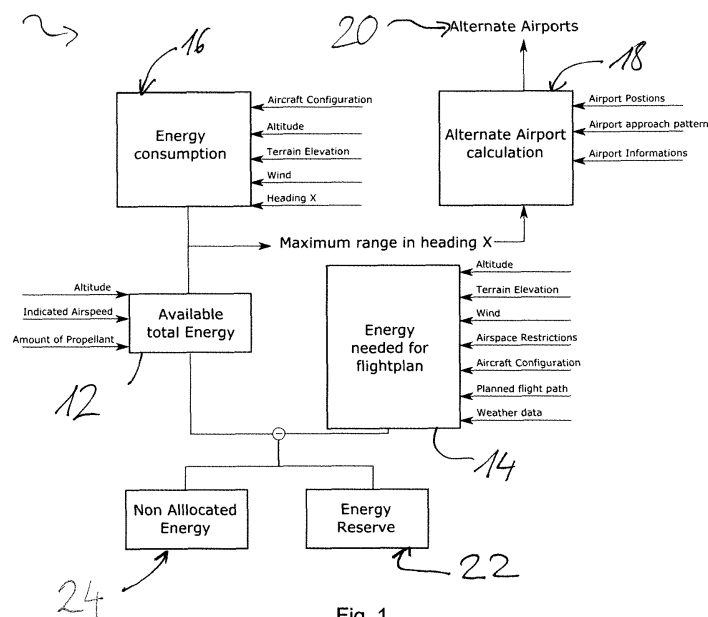 20
Alternate Airports
16
18
Aircraft Configuration
Altitude
Terrain Elevation
Wind
Heading X
Energy
consumption
Airport Postions
Airport approach pattern
Airport Informations
Alternate Airport
calculation
Maximum range in heading X
Altitude
Indicated Airspeed
Amount of Propellant
Available
total Energy
12
Altitude
Terrain Elevation
Wind
Airspace Restrictions
Aircraft Configuration
Planned flight path
Weather data
Energy
needed for
flightplan
14
Non Alllocated
Energy
Energy
Reserve
24
22
Fig. 1